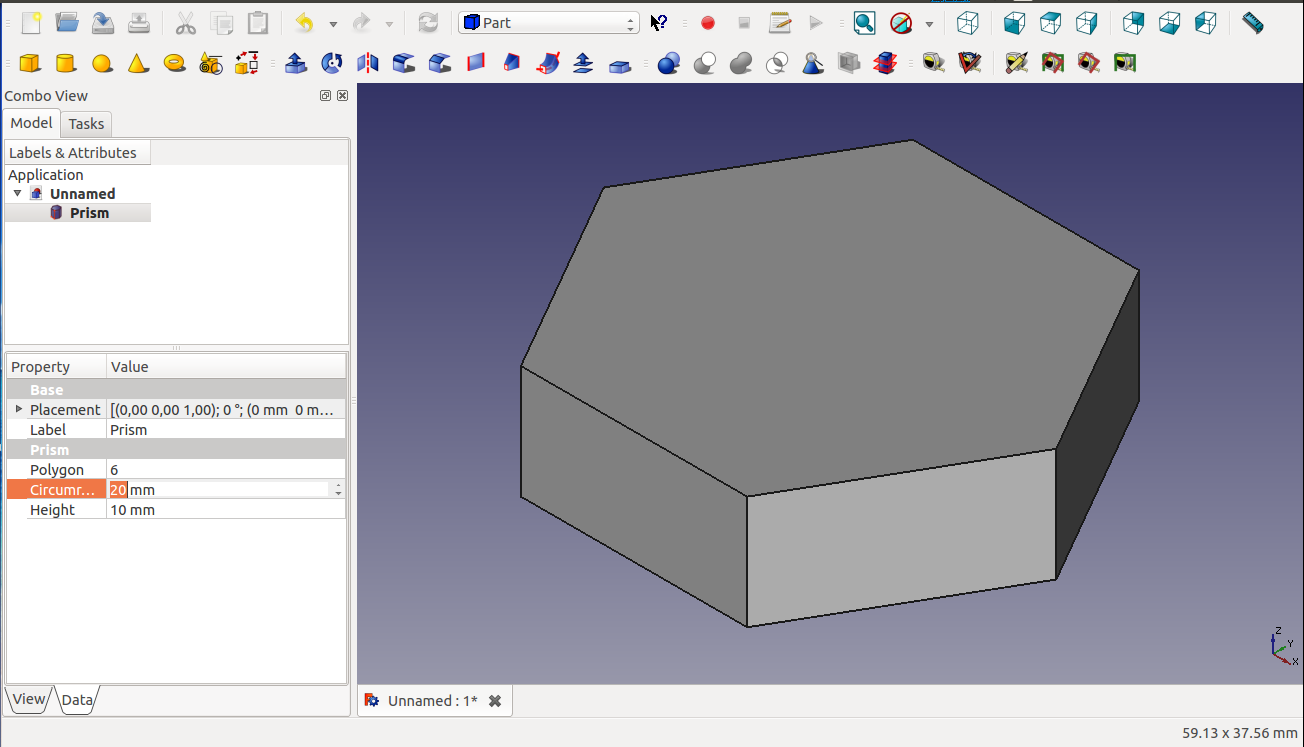 Part
Combo View
Model Tasks
Labels & Attributes
Application
Unnamed
Prism
Property Value
Base
Placement [(0,00 0,00 1,00); 0 °; (0 mm 0 m...
Label Prism
Prism
Polygon 6
Circumr... 20 mm
Height 10 mm
Z
Y
X
View Data
Unnamed : 1*
59.13 x 37.56 mm